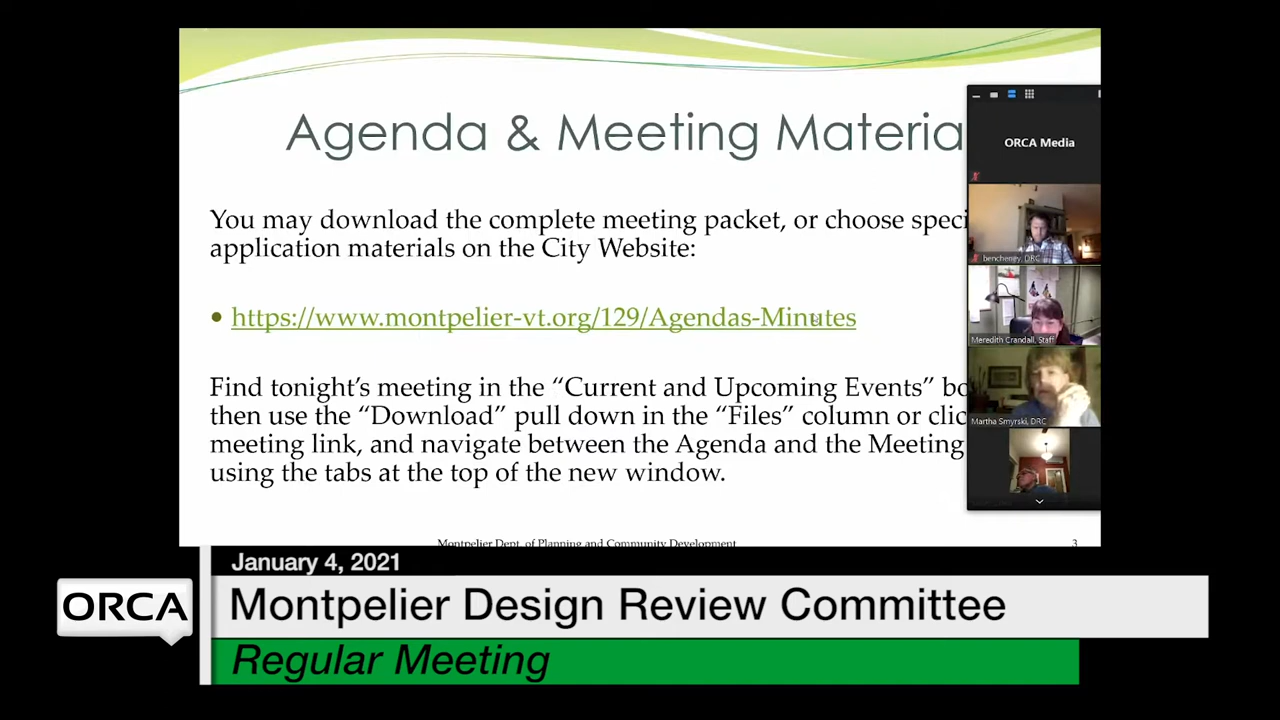 Agenda & Meeting Materia
ORCA Media
You may download the complete meeting packet, or choose speci
application materials on the City Website:
bencheney, DRC
• https://www.montpelier-vt.org/129/Agendas-Minutes
Meredith Crandall, Staff
Find tonight's meeting in the “Current and Upcoming Events” bo
then use the “Download” pull down in the “Files” column or clic
meeting link, and navigate between the Agenda and the Meeting
using the tabs at the top of the new window.
Martha Smyrski, DRC
Montpelier Dept. of Planning and Community Development
3
January 4, 2021
ORCA
Montpelier Design Review Committee
Regular Meeting